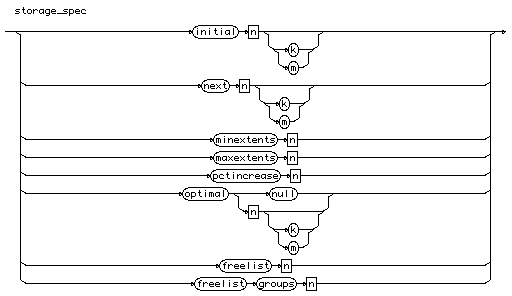 storage_spec
initial n
k
m
next n
k
m
minextents n
maxextents n
pctincrease n
optimal null
n
k
m
freelist n
freelist groups n